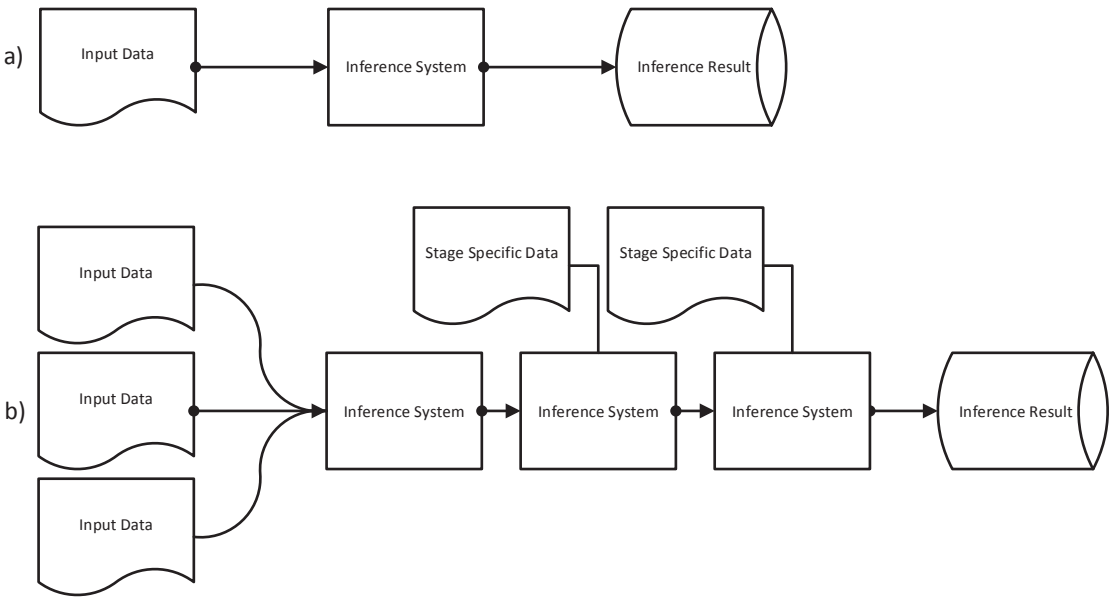 a)
Input Data
Inference System
Inference Result
Stage Specific Data
Stage Specific Data
Input Data
b)
Input Data
Inference System
Inference System
Inference System
Inference Result
Input Data